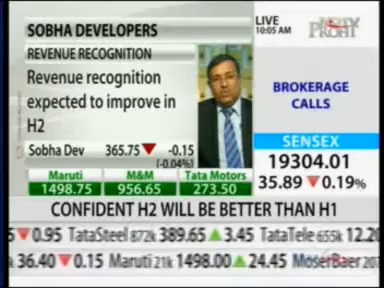 SOBHA DEVELOPERS
REVENUE RECOGNITION
Revenue recognition
expected to improve in
H2
Sobha Dev 365.75 ▼ -0.15
(-0.04%)
Maruti M&M Tata Motors
1498.75 956.65 273.50
LIVE
10:05 AM
PROFIT
BROKERAGE
CALLS
SENSEX
19304.01
35.89 ▼ 0.19%
CONFIDENT H2 WILL BE BETTER THAN H1
5 ▼ 0.95 TataSteel 872k 389.65 ▲ 3.45 TataTele 655k 12.20
36.40 ▼ 0.15 Maruti 21k 1498.00 ▲ 24.45 MoserBaer 207